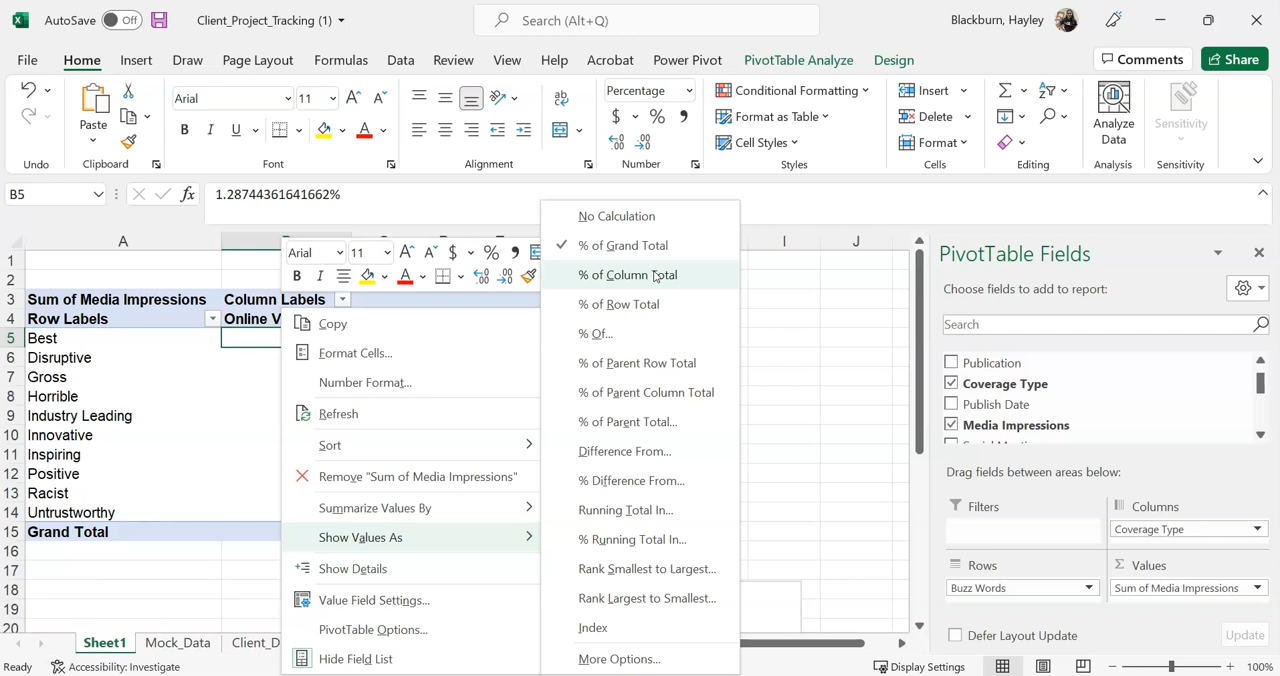 AutoSave Off Client_Project_Tracking (1) Search (Alt+Q) Blackburn, Hayley
File Home Insert Draw Page Layout Formulas Data Review View Help Acrobat Power Pivot PivotTable Analyze Design Comments Share
Paste
Arial 11
B I U
ab
Percentage
$ %
Conditional Formatting
Format as Table
Cell Styles
Insert
Delete
Format
Analyze
Data
Sensitivity
Undo Clipboard Font Alignment Number Styles Cells Editing Analysis Sensitivity
B5 fx 1.28744361641662%
A I J
1
2
3 Sum of Media Impressions Column Labels
4 Row Labels Online V
5 Best
6 Disruptive
7 Gross
8 Horrible
9 Industry Leading
10 Innovative
11 Inspiring
12 Positive
13 Racist
14 Untrustworthy
15 Grand Total
16
17
18
19
20
Arial 11 $ %
B I A
Copy
Format Cells...
Number Format...
Refresh
Sort
Remove "Sum of Media Impressions"
Summarize Values By
Show Values As
Show Details
Value Field Settings...
PivotTable Options...
Hide Field List
No Calculation
% of Grand Total
% of Column Total
% of Row Total
% Of...
% of Parent Row Total
% of Parent Column Total
% of Parent Total...
Difference From...
% Difference From...
Running Total In...
% Running Total In...
Rank Smallest to Largest...
Rank Largest to Smallest...
Index
More Options...
PivotTable Fields
Choose fields to add to report:
Search
Publication
Coverage Type
Publish Date
Media Impressions
Drag fields between areas below:
Filters Columns
Coverage Type
Rows Values
Buzz Words Sum of Media Impressions
Defer Layout Update Update
Sheet1 Mock_Data Client_D
Ready Accessibility: Investigate Display Settings 100%